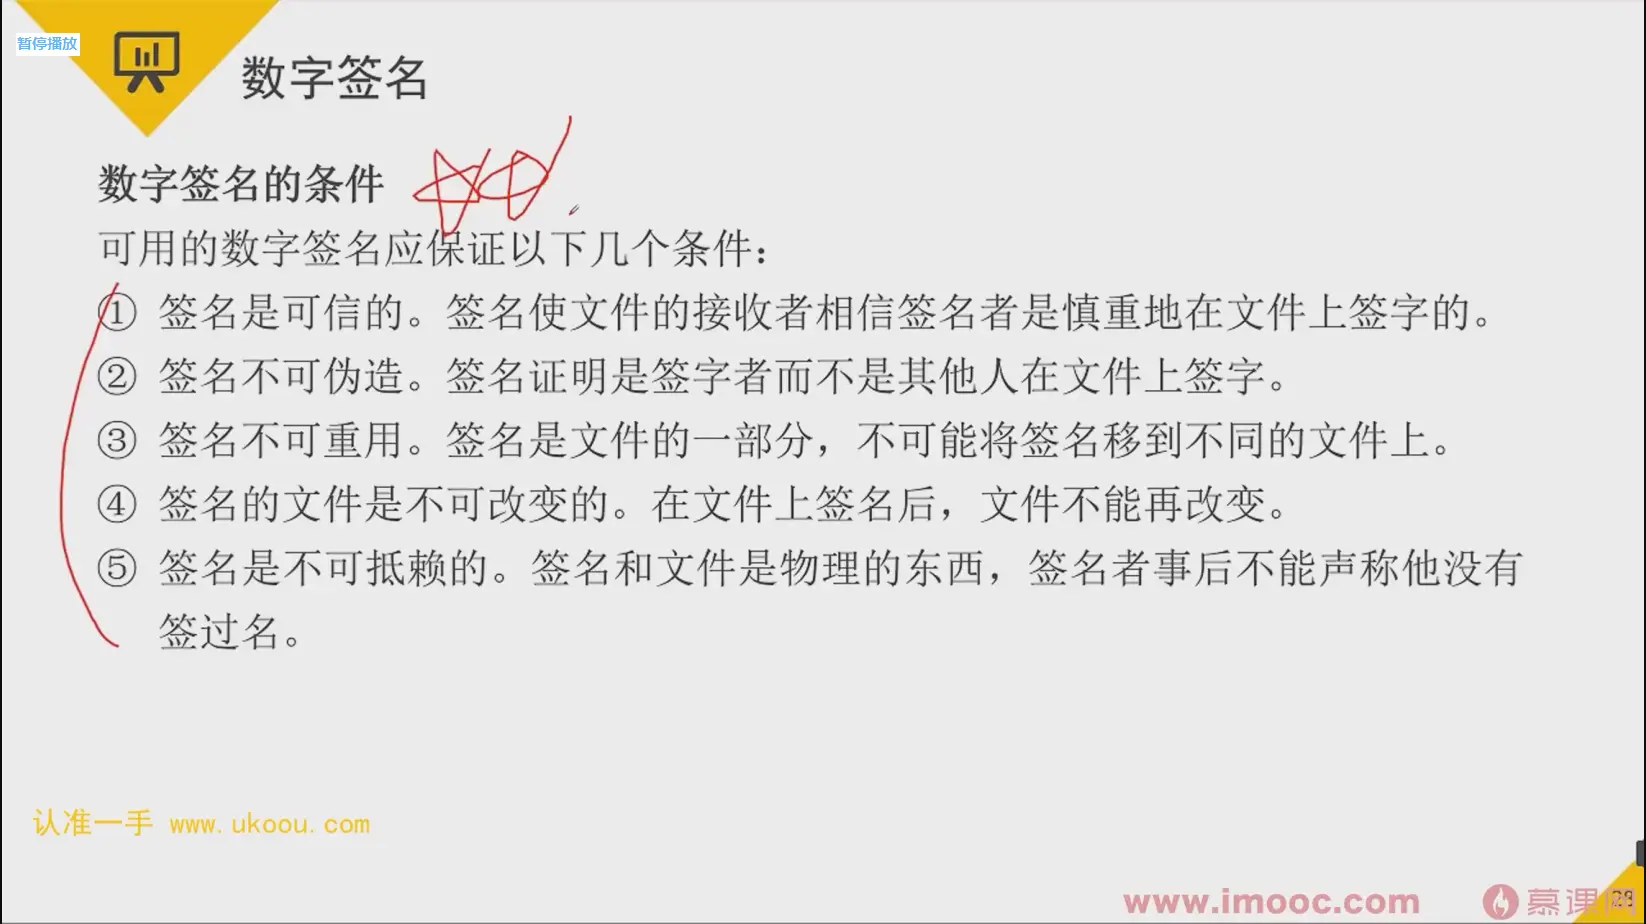 暂停播放
数字签名
数字签名的条件
可用的数字签名应保证以下几个条件：
① 签名是可信的。签名使文件的接收者相信签名者是慎重地在文件上签字的。
② 签名不可伪造。签名证明是签字者而不是其他人在文件上签字。
③ 签名不可重用。签名是文件的一部分，不可能将签名移到不同的文件上。
④ 签名的文件是不可改变的。在文件上签名后，文件不能再改变。
⑤ 签名是不可抵赖的。签名和文件是物理的东西，签名者事后不能声称他没有
签过名。
认准一手 www.ukoou.com
www.imooc.com 慕课网
28